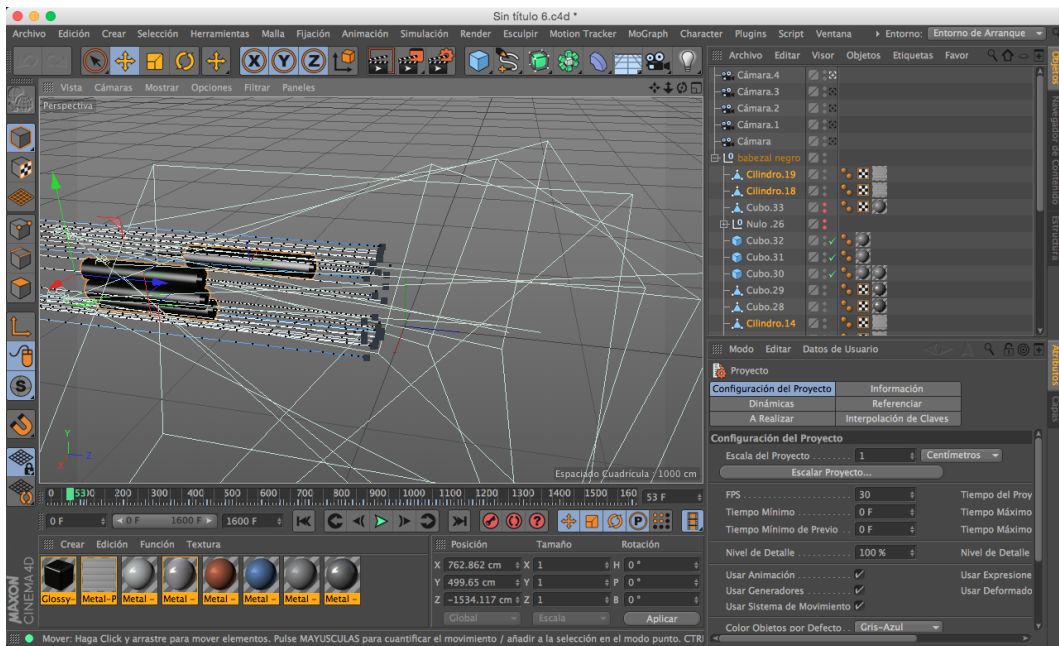 Sin título 6.c4d *
Archivo Edición Crear Selección Herramientas Malla Fijación Animación Simulación Render Esculpir Motion Tracker MoGraph Character Plugins Script Ventana Entorno: Entorno de Arranque
X Y Z
Vista Cámaras Mostrar Opciones Filtrar Paneles
Perspectiva
Y
Z
X
Espaciado Cuadrícula : 1000 cm
Archivo Editar Visor Objetos Etiquetas Favor
Cámara.4
Cámara.3
Cámara.2
Cámara.1
Cámara
babezal negro
Cilindro.19
Cilindro.18
Cubo.33
Nulo .26
Cubo.32
Cubo.31
Cubo.30
Cubo.29
Cubo.28
Cilindro.14
Objetos
Navegador de Contenido
Estructura
Modo Editar Datos de Usuario
Proyecto
Configuración del Proyecto Información
Dinámicas Referenciar
A Realizar Interpolación de Claves
Configuración del Proyecto
Escala del Proyecto 1 Centímetros
Escalar Proyecto...
FPS 30 Tiempo del Proy
Tiempo Mínimo 0 F Tiempo Máximo
Tiempo Mínimo de Previo 0 F Tiempo Máximo
Nivel de Detalle 100 % Nivel de Detalle
Usar Animación Usar Expresione
Usar Generadores Usar Deformado
Usar Sistema de Movimiento
Color Objetos por Defecto Gris-Azul
Atributos
Capas
0 53 200 300 400 500 600 700 800 900 1000 1100 1200 1300 1400 1500 160 53 F
0 F 0 F 1600 F 1600 F
Crear Edición Función Textura
Glossy- Metal-P Metal - Metal - Metal - Metal - Metal - Metal -
MAXON
CINEMA 4D
Posición Tamaño Rotación
X 762.862 cm X 1 H 0 °
Y 499.65 cm Y 1 P 0 °
Z -1534.117 cm Z 1 B 0 °
Global Escala Aplicar
Mover: Haga Click y arrastre para mover elementos. Pulse MAYUSCULAS para cuantificar el movimiento / añadir a la selección en el modo punto. CTR